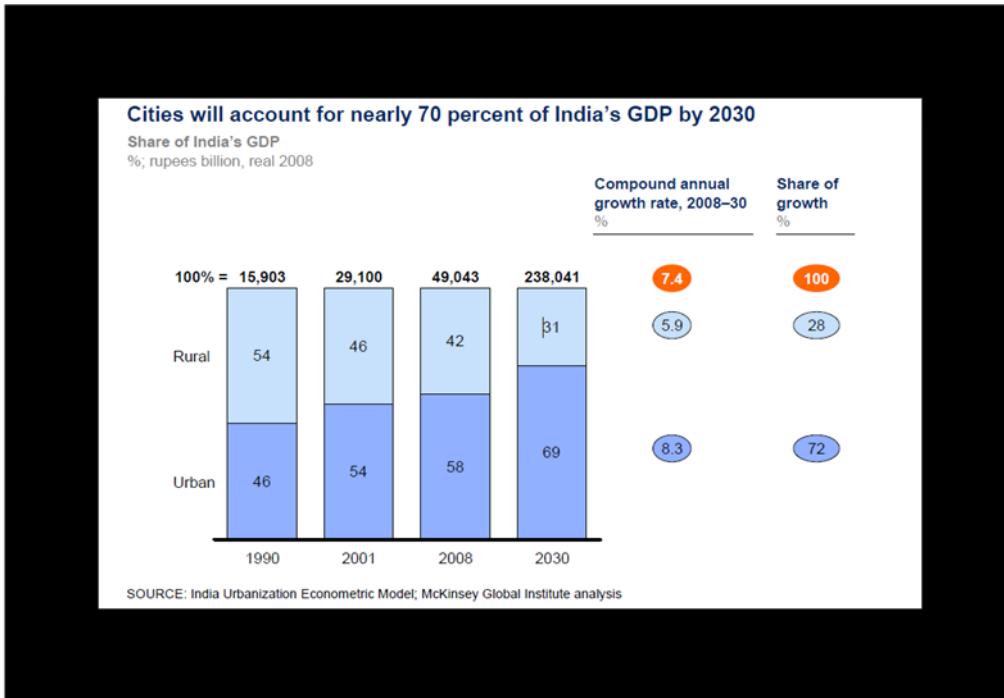 Cities will account for nearly 70 percent of India's GDP by 2030
Share of India's GDP
%; rupees billion, real 2008
Compound annual
growth rate, 2008–30
%
Share of
growth
%
100% = 15,903 29,100 49,043 238,041 7.4 100
Rural 54 46 42 31 5.9 28
Urban 46 54 58 69 8.3 72
1990 2001 2008 2030
SOURCE: India Urbanization Econometric Model; McKinsey Global Institute analysis